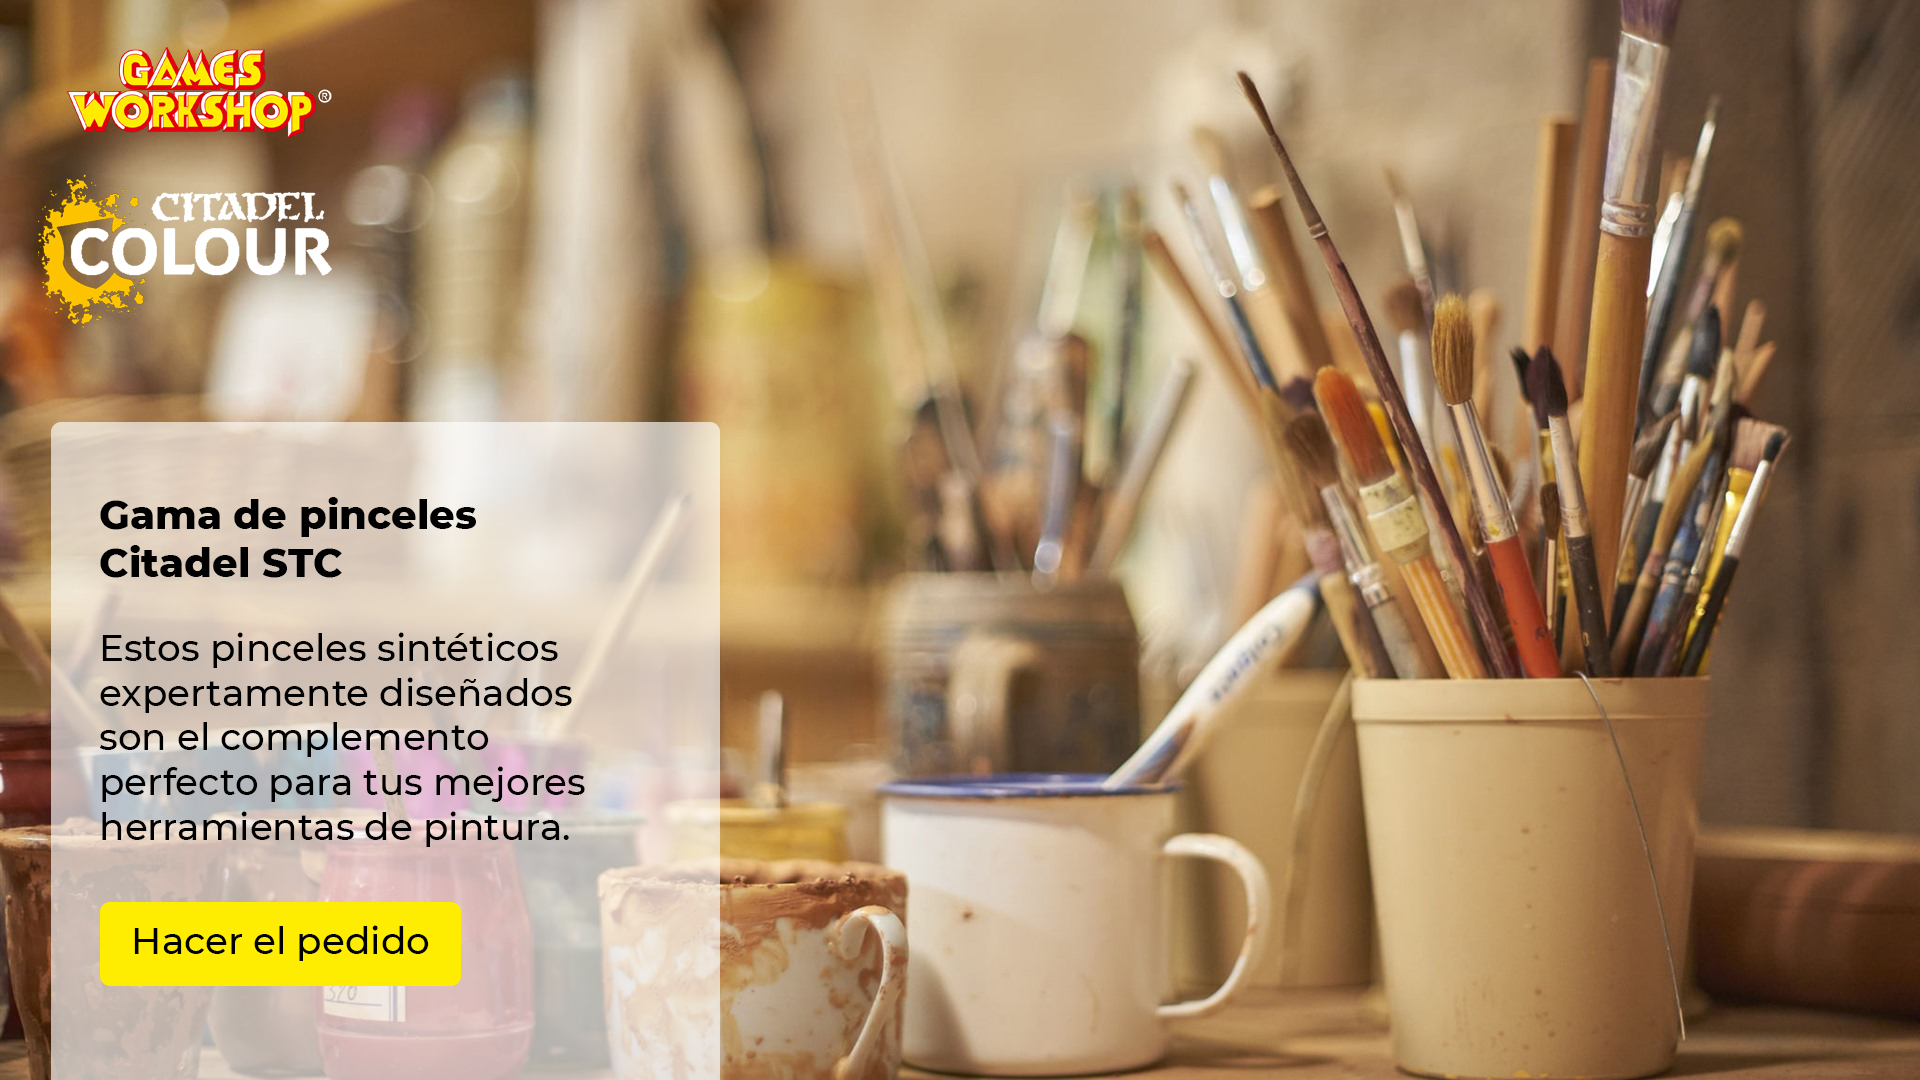 GAMES
WORKSHOP®
CITADEL
COLOUR
Gama de pinceles
Citadel STC
Estos pinceles sintéticos
expertamente diseñados
son el complemento
perfecto para tus mejores
herramientas de pintura.
Hacer el pedido